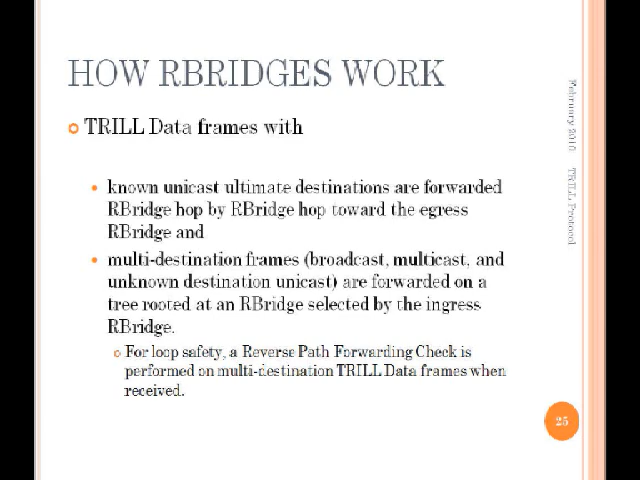 HOW RBRIDGES WORK
TRILL Data frames with
known unicast ultimate destinations are forwarded
RBridge hop by RBridge hop toward the egress
RBridge and
multi-destination frames (broadcast, multicast, and
unknown destination unicast) are forwarded on a
tree rooted at an RBridge selected by the ingress
RBridge.
For loop safety, a Reverse Path Forwarding Check is
performed on multi-destination TRILL Data frames when
received.
February 2010
TRILL Protocol
25